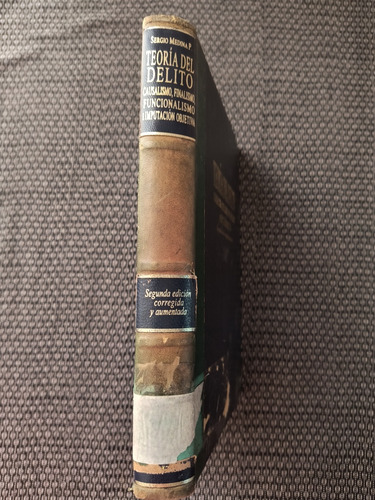 SERGIO MEDINA P
TEORÍA DEL
DELITO
CAUSALISMO, FINALISMO,
FUNCIONALISMO
E IMPUTACIÓN OBJETIVA
Segunda edición
corregida
y aumentada